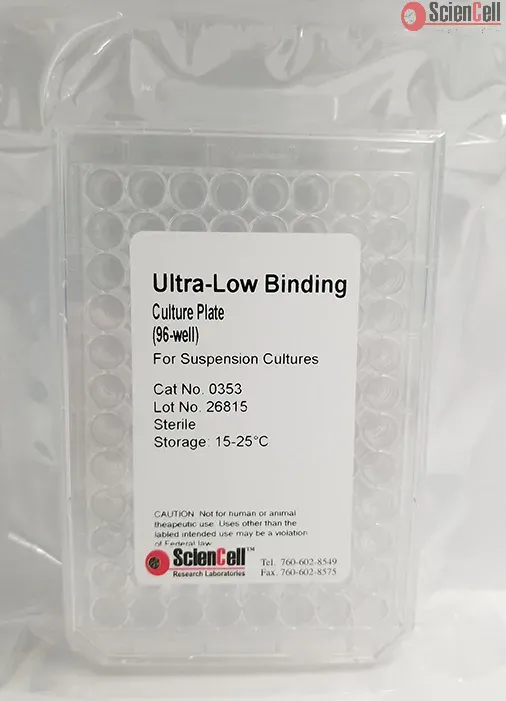 SciencCell
Ultra-Low Binding
Culture Plate
(96-well)
For Suspension Cultures
Cat No. 0353
Lot No. 26815
Sterile
Storage: 15-25°C
CAUTION: Not for human or animal
theapeutic use. Uses other than the
labled intended use may be a violation
of Federal law.
ScienCell™
Research Laboratories
Tel. 760-602-8549
Fax. 760-602-8575